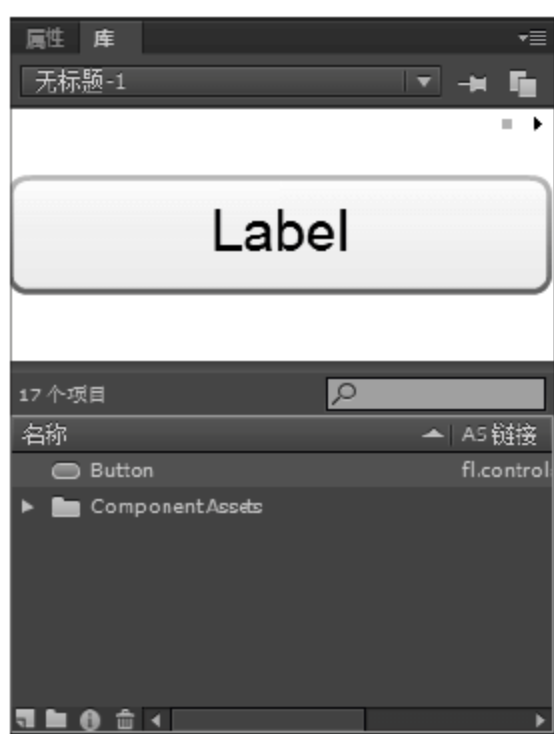 属性 库
无标题-1
Label
17 个项目
名称 AS 链接
Button fl.control
ComponentAssets